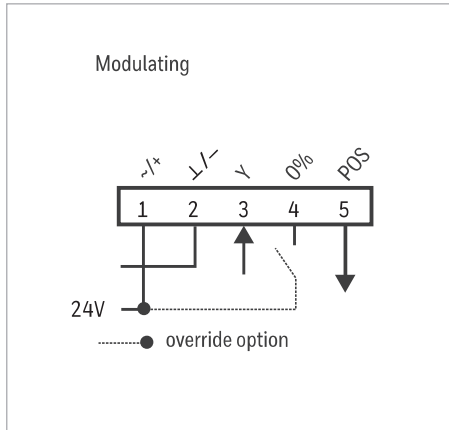 Modulating
~/+ ⊥/– Y 0% POS
1 2 3 4 5
24V
override option